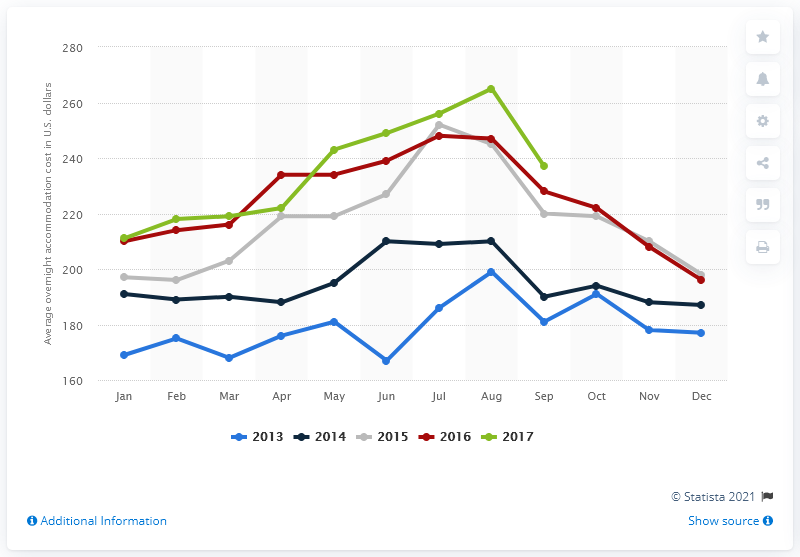 Average overnight accommodation cost in U.S. dollars
280
260
240
220
200
180
160
Jan Feb Mar Apr May Jun Jul Aug Sep Oct Nov Dec
2013 2014 2015 2016 2017
© Statista 2021
Additional Information
Show source